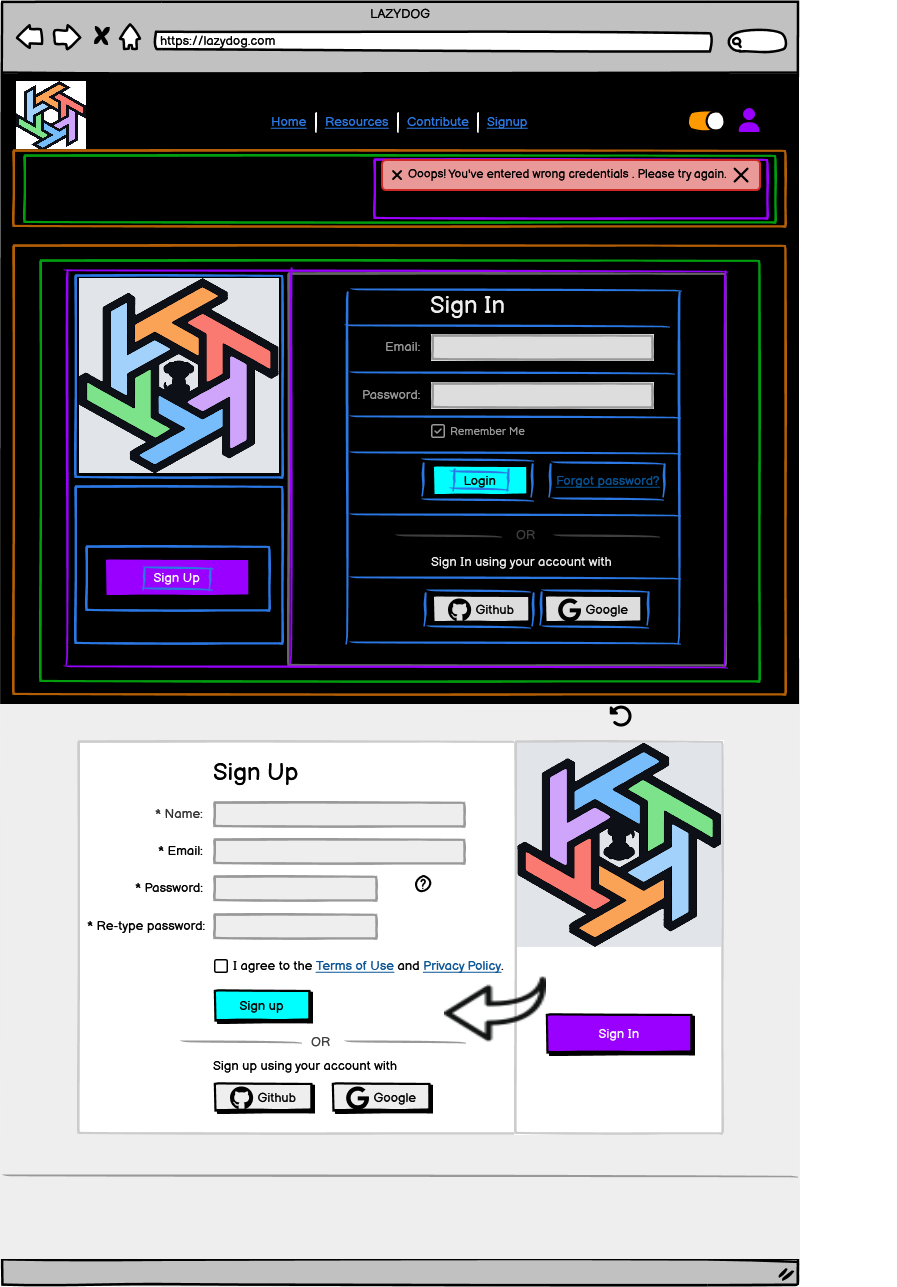 LAZYDOG
https://lazydog.com
Home Resources Contribute Signup
Ooops! You've entered wrong credentials . Please try again.
Sign In
Email:
Password:
Remember Me
Login Forgot password?
OR
Sign In using your account with
Sign Up
Github Google
Sign Up
* Name:
* Email:
* Password:
?
* Re-type password:
I agree to the Terms of Use and Privacy Policy.
Sign up
Sign In
OR
Sign up using your account with
Github Google